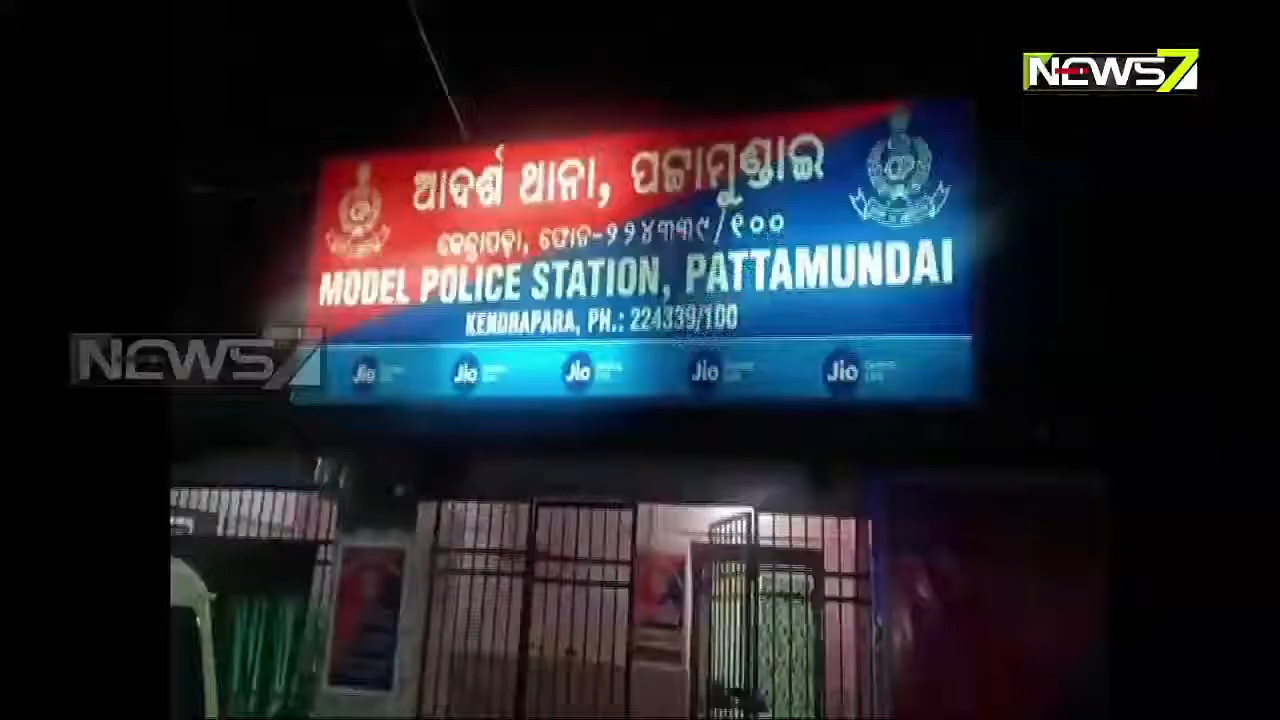 NEWS7
ଆଦର୍ଶ ଥାନା, ପଟ୍ଟାମୁଣ୍ଡାଇ
କେନ୍ଦ୍ରାପଡ଼ା, ଫୋନ-୨୨୪୩୩୯/୧୦୦
MODEL POLICE STATION, PATTAMUNDAI
KENDRAPARA, PH.: 224339/100
NEWS7
Jio Jio Jio Jio Jio